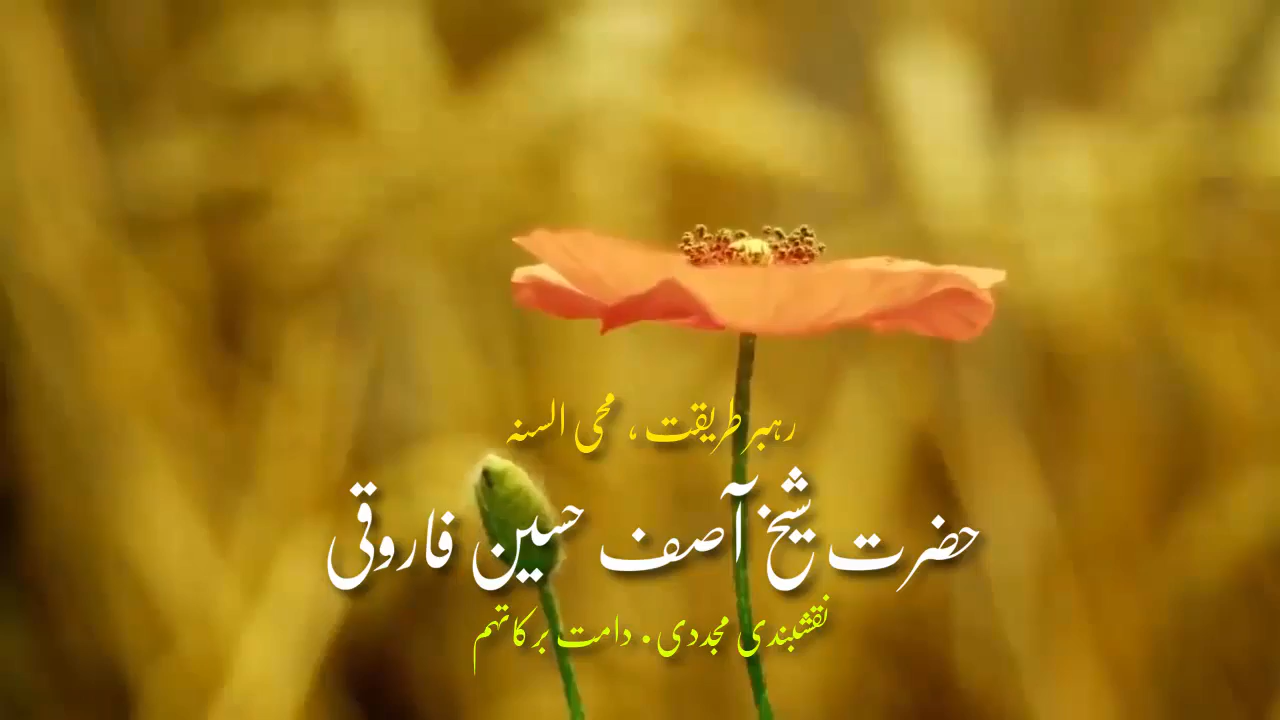 رہبر طریقت، محی السنہ
حضرت شیخ آصف حسین فاروقی
نقشبندی مجددی۔ دامت برکاتہم